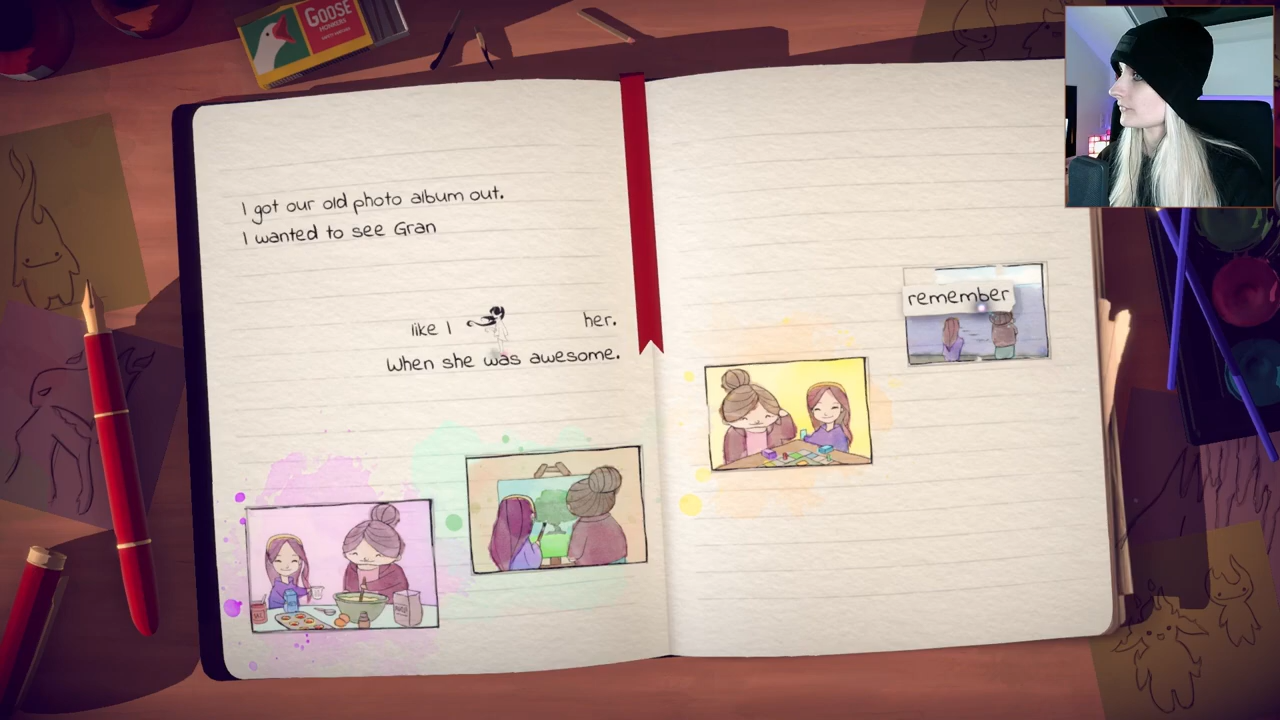 GOOSE
I got our old photo album out.
I wanted to see Gran
remember
like I her.
When she was awesome.